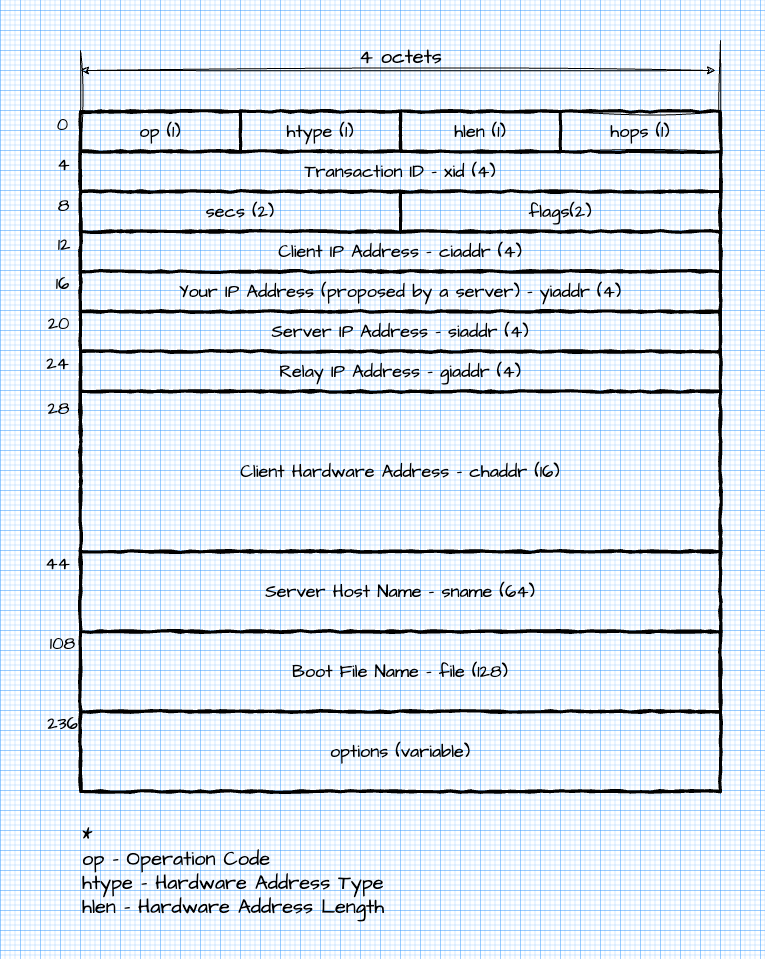 4 octets
0 op (1) htype (1) hlen (1) hops (1)
4 Transaction ID - xid (4)
8 secs (2) flags(2)
12 Client IP Address - ciaddr (4)
16 Your IP Address (proposed by a server) - yiaddr (4)
20 Server IP Address - siaddr (4)
24 Relay IP Address - giaddr (4)
28
Client Hardware Address - chaddr (16)
44
Server Host Name - sname (64)
108
Boot File Name - file (128)
236
options (variable)
*
op - Operation Code
htype - Hardware Address Type
hlen - Hardware Address Length